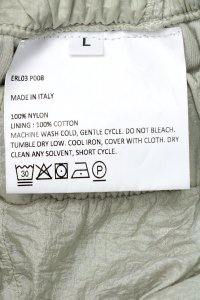 L
ERL03 P008
MADE IN ITALY
100% NYLON
LINING : 100% COTTON
MACHINE WASH COLD, GENTLE CYCLE. DO NOT BLEACH.
TUMBLE DRY LOW. COOL IRON, COVER WITH CLOTH. DRY
CLEAN ANY SOLVENT, SHORT CYCLE.
30
P